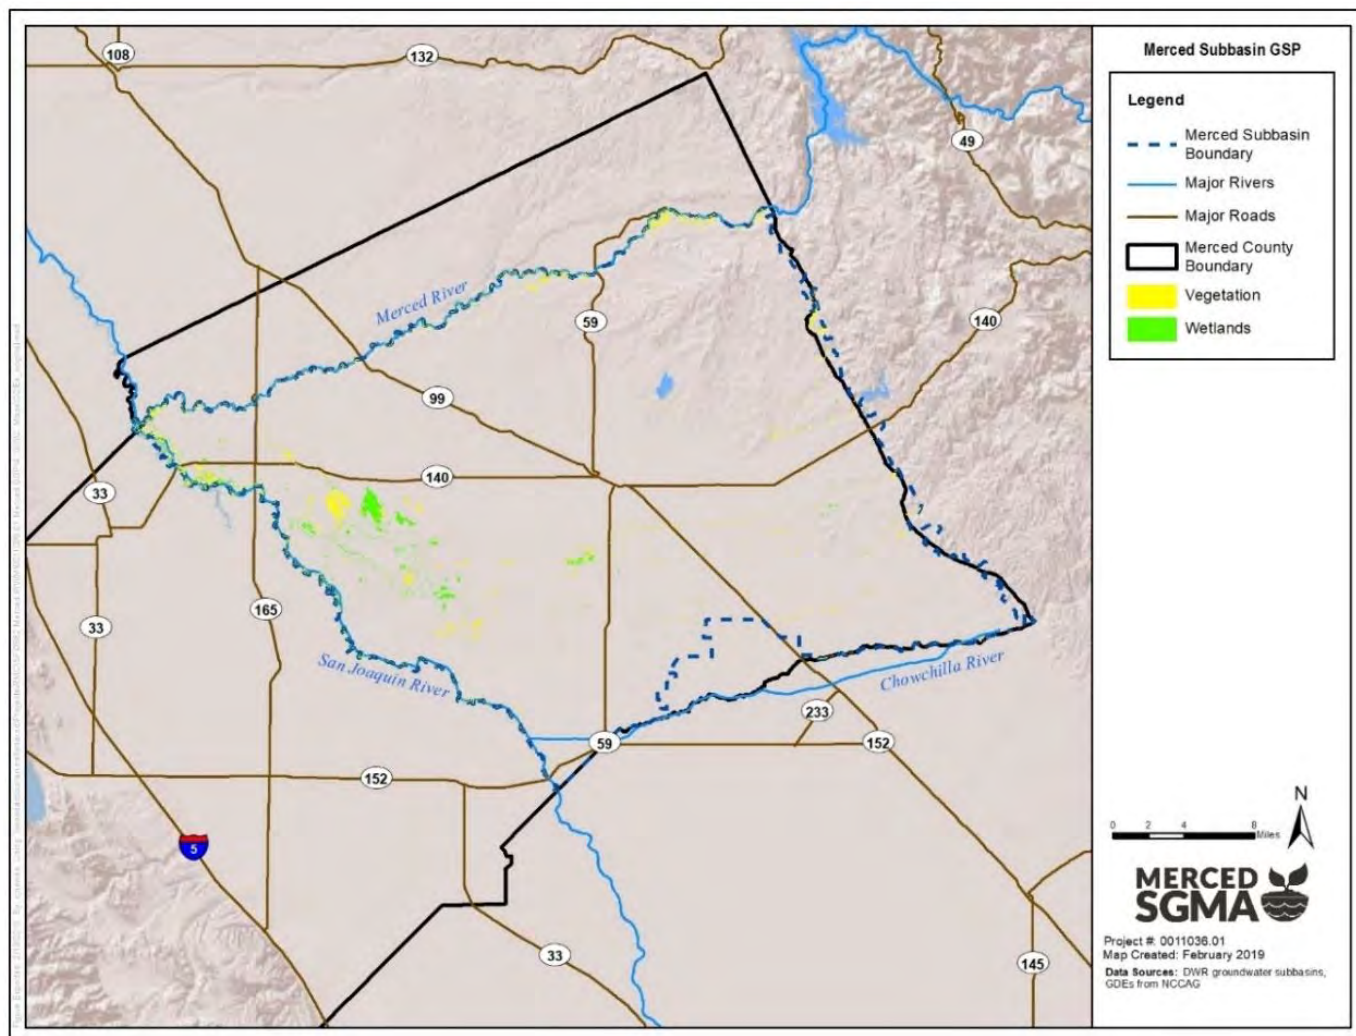 Merced Subbasin GSP
Legend
Merced Subbasin
Boundary
Major Rivers
Major Roads
Merced County
Boundary
Vegetation
Wetlands
108
132
49
Merced River
59
140
99
140
33
165
33
San Joaquin River
Chowchilla River
233
59
152
152
5
33
145
N
0 2 4 8
Miles
MERCED
SGMA
Project #: 0011036.01
Map Created: February 2019
Data Sources: DWR groundwater subbasins,
GDEs from NCCAG